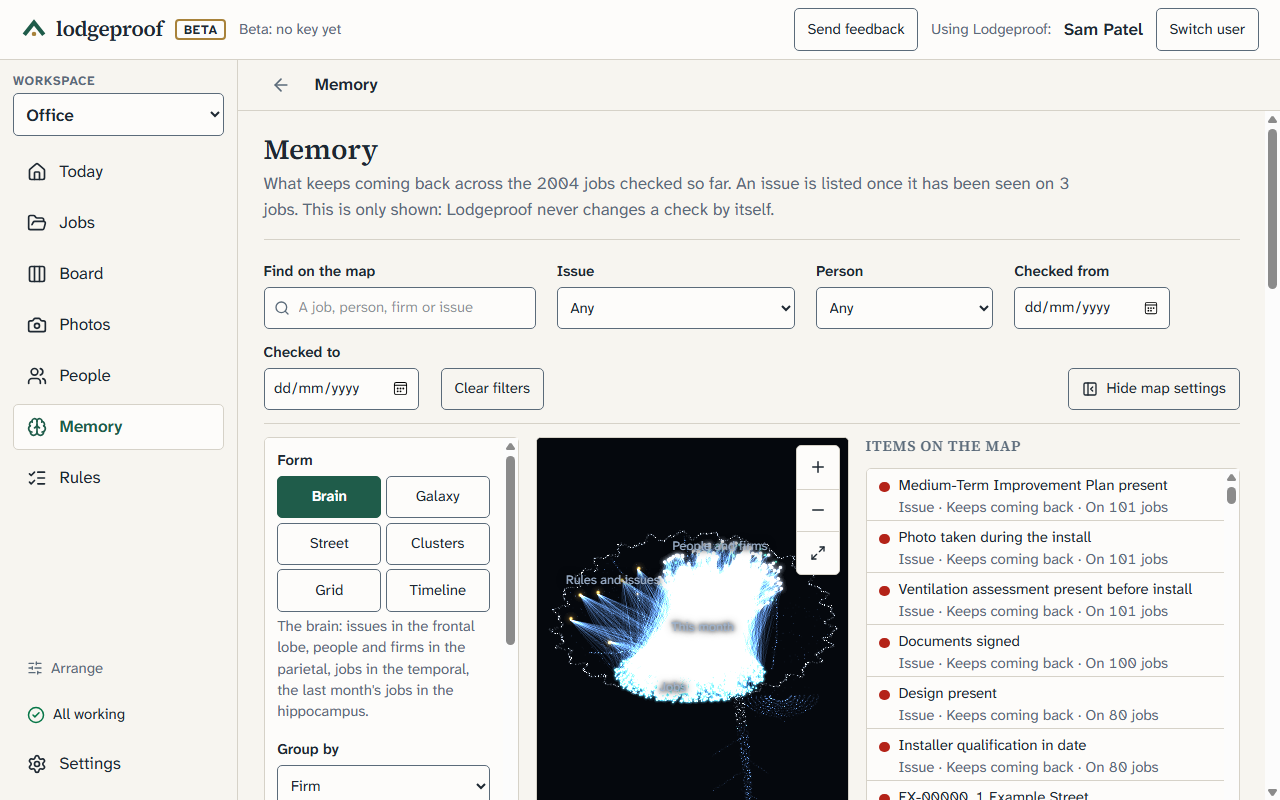 lodgeproof BETA Beta: no key yet Send feedback Using Lodgeproof: Sam Patel Switch user
WORKSPACE
Office
Today
Jobs
Board
Photos
People
Memory
Rules
Arrange
All working
Settings
Memory
Memory
What keeps coming back across the 2004 jobs checked so far. An issue is listed once it has been seen on 3
jobs. This is only shown: Lodgeproof never changes a check by itself.
Find on the map Issue Person Checked from
A job, person, firm or issue Any Any dd/mm/yyyy
Checked to
dd/mm/yyyy Clear filters Hide map settings
Form
Brain Galaxy
Street Clusters
Grid Timeline
The brain: issues in the frontal
lobe, people and firms in the
parietal, jobs in the temporal,
the last month's jobs in the
hippocampus.
Group by
Firm
People and firms
Rules and issues
This month
Jobs
ITEMS ON THE MAP
Medium-Term Improvement Plan present
Issue · Keeps coming back · On 101 jobs
Photo taken during the install
Issue · Keeps coming back · On 101 jobs
Ventilation assessment present before install
Issue · Keeps coming back · On 101 jobs
Documents signed
Issue · Keeps coming back · On 100 jobs
Design present
Issue · Keeps coming back · On 80 jobs
Installer qualification in date
Issue · Keeps coming back · On 80 jobs
EX-00000, 1 Example Street